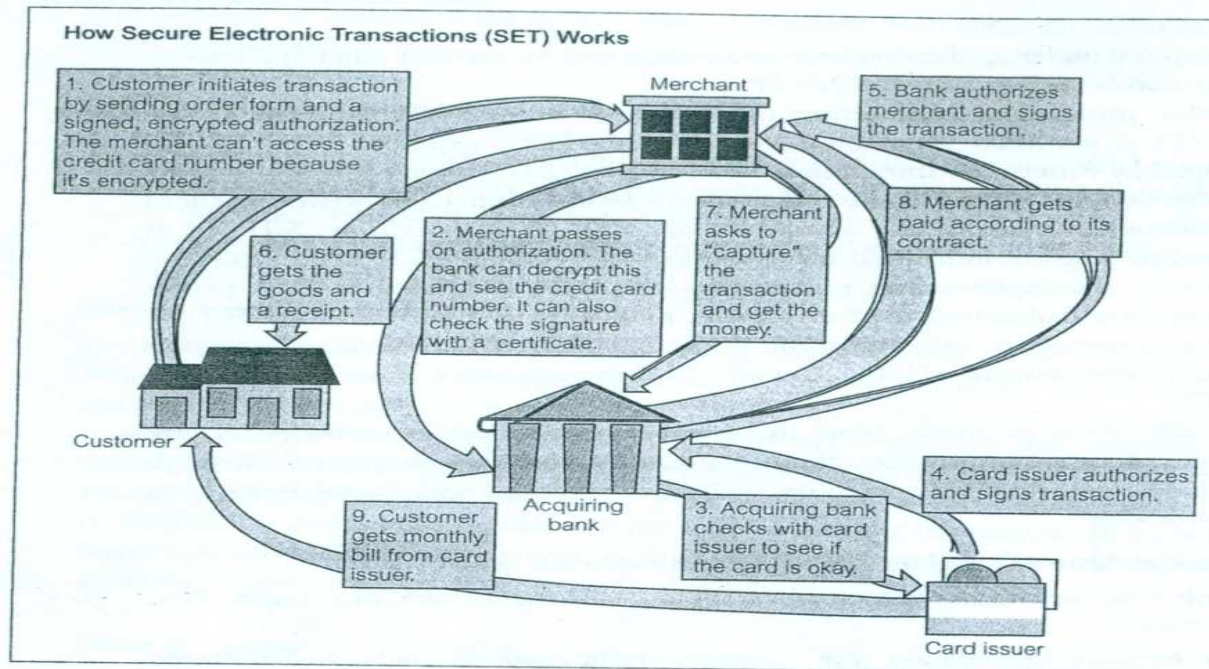 How Secure Electronic Transactions (SET) Works
1. Customer initiates transaction
by sending order form and a
signed, encrypted authorization.
The merchant can't access the
credit card number because
it's encrypted.
Merchant
5. Bank authorizes
merchant and signs
the transaction.
6. Customer
gets the
goods and
a receipt.
2. Merchant passes
on authorization. The
bank can decrypt this
and see the credit card
number. It can also
check the signature
with a certificate.
7. Merchant
asks to
"capture"
the
transaction
and get the
money.
8. Merchant gets
paid according to its
contract.
Customer
Acquiring
bank
4. Card issuer authorizes
and signs transaction.
9. Customer
gets monthly
bill from card
issuer.
3. Acquiring bank
checks with card
issuer to see if
the card is okay.
Card issuer